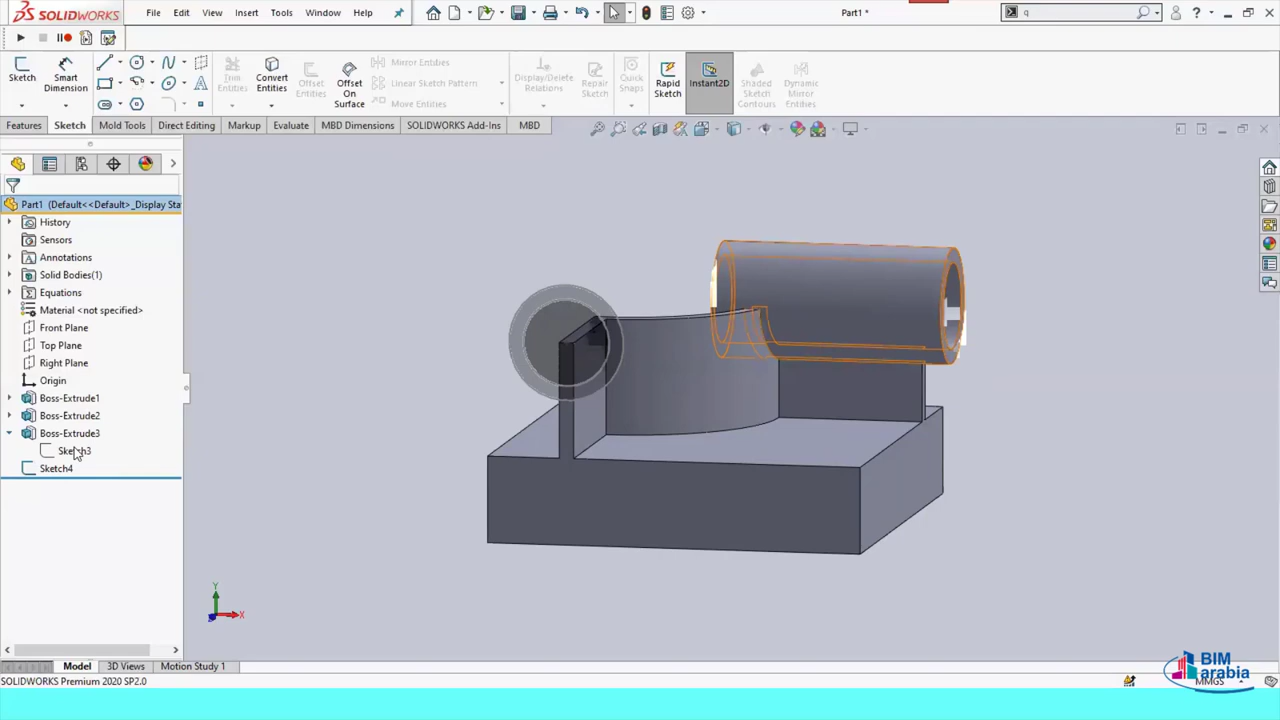 SOLIDWORKS
File
Edit
View
Insert
Tools
Window
Help
Part1 *
q
Sketch
Smart Dimension
Trim Entities
Convert Entities
Offset Entities
Offset On Surface
Mirror Entities
Linear Sketch Pattern
Move Entities
Display/Delete Relations
Repair Sketch
Quick Snaps
Rapid Sketch
Instant2D
Shaded Sketch Contours
Dynamic Mirror Entities
Features
Sketch
Mold Tools
Direct Editing
Markup
Evaluate
MBD Dimensions
SOLIDWORKS Add-Ins
MBD
Part1 (Default<<Default>_Display Sta
History
Sensors
Annotations
Solid Bodies(1)
Equations
Material <not specified>
Front Plane
Top Plane
Right Plane
Origin
Boss-Extrude1
Boss-Extrude2
Boss-Extrude3
Sketch3
Sketch4
Y
X
Model
3D Views
Motion Study 1
SOLIDWORKS Premium 2020 SP2.0
MMGS
BIM
arabia